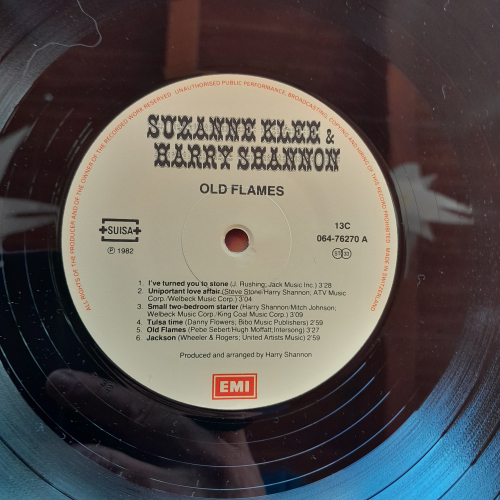 ALL RIGHTS OF THE PRODUCER AND OF THE OWNER OF THE RECORDED WORK RESERVED · UNAUTHORISED PUBLIC PERFORMANCE, BROADCASTING, COPYING AND HIRING OF THIS RECORD PROHIBITED · MADE IN SWITZERLAND
SUZANNE KLEE &
HARRY SHANNON
OLD FLAMES
SUISA
℗ 1982
13C
064-76270 A
ST 33
1. I've turned you to stone (J. Rushing; Jack Music Inc.) 3'28
2. Uniportant love affair (Steve Stone/Harry Shannon; ATV Music
Corp./Welbeck Music Corp.) 3'04
3. Small two-bedroom starter (Harry Shannon/Mitch Johnson;
Welbeck Music Corp./King Coal Music Corp.) 3'09
4. Tulsa time (Danny Flowers; Bibo Music Publishers) 2'59
5. Old Flames (Pebe Sebert/Hugh Moffatt;Intersong) 3'27
6. Jackson (Wheeler & Rogers; United Artists Music) 2'59
Produced and arranged by Harry Shannon
EMI